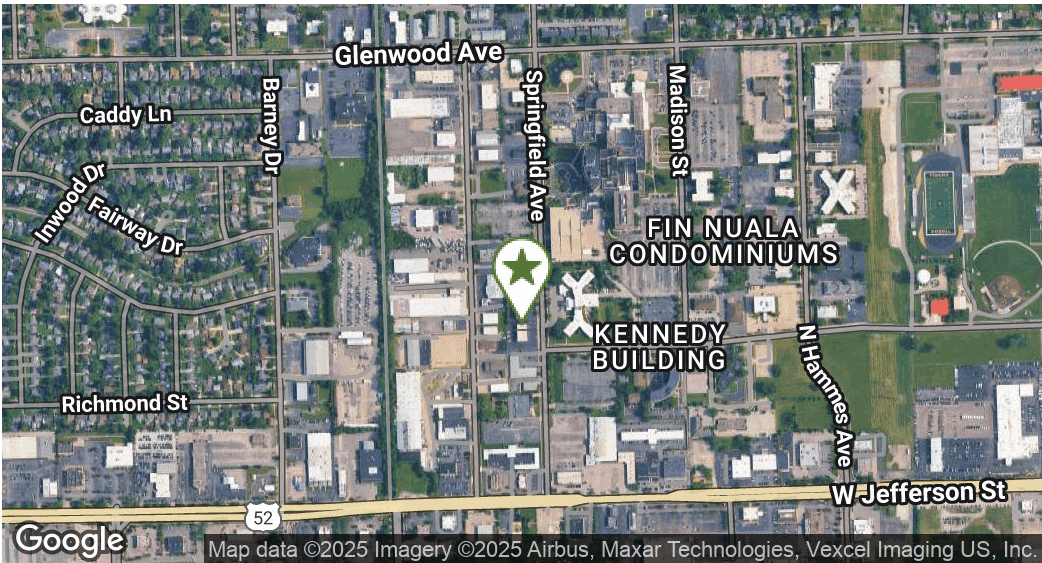 Glenwood Ave
Caddy Ln
Barney Dr
Springfield Ave
Madison St
Inwood Dr
Fairway Dr
FIN NUALA
CONDOMINIUMS
KENNEDY
BUILDING
N Hammes Ave
Richmond St
W Jefferson St
52
Google
Map data ©2025 Imagery ©2025 Airbus, Maxar Technologies, Vexcel Imaging US, Inc.